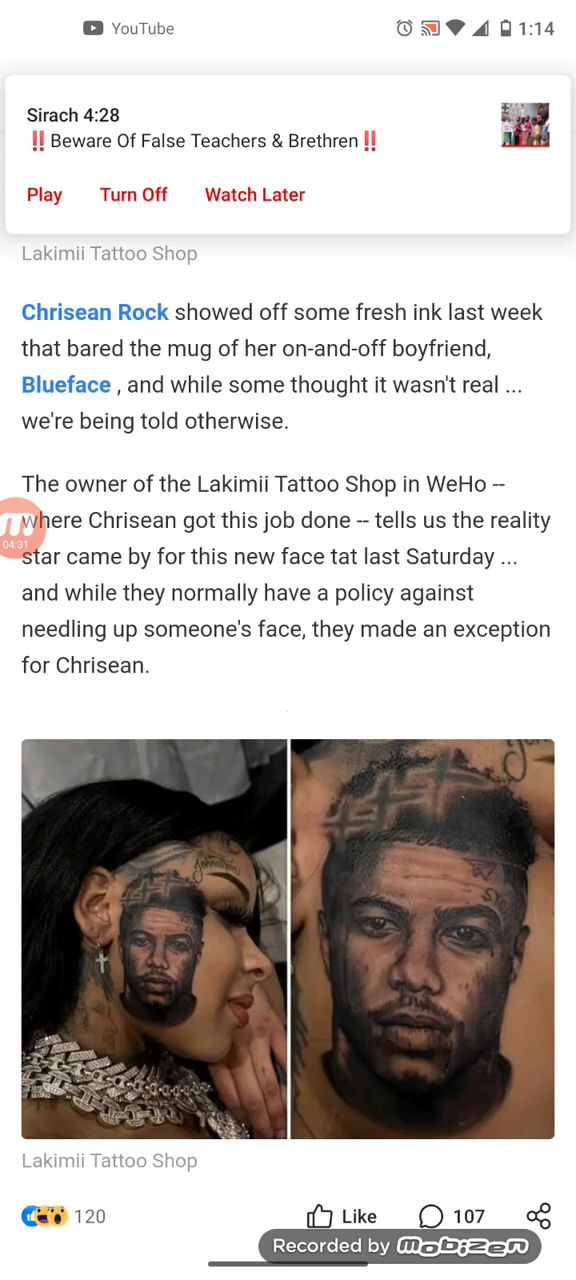 YouTube
1:14
Sirach 4:28
‼️Beware Of False Teachers & Brethren‼️
Play Turn Off Watch Later
Lakimii Tattoo Shop
Chrisean Rock showed off some fresh ink last week
that bared the mug of her on-and-off boyfriend,
Blueface , and while some thought it wasn't real ...
we're being told otherwise.
The owner of the Lakimii Tattoo Shop in WeHo --
where Chrisean got this job done -- tells us the reality
04:31
star came by for this new face tat last Saturday ...
and while they normally have a policy against
needling up someone's face, they made an exception
for Chrisean.
Lakimii Tattoo Shop
120 Like 107
Recorded by mobizen